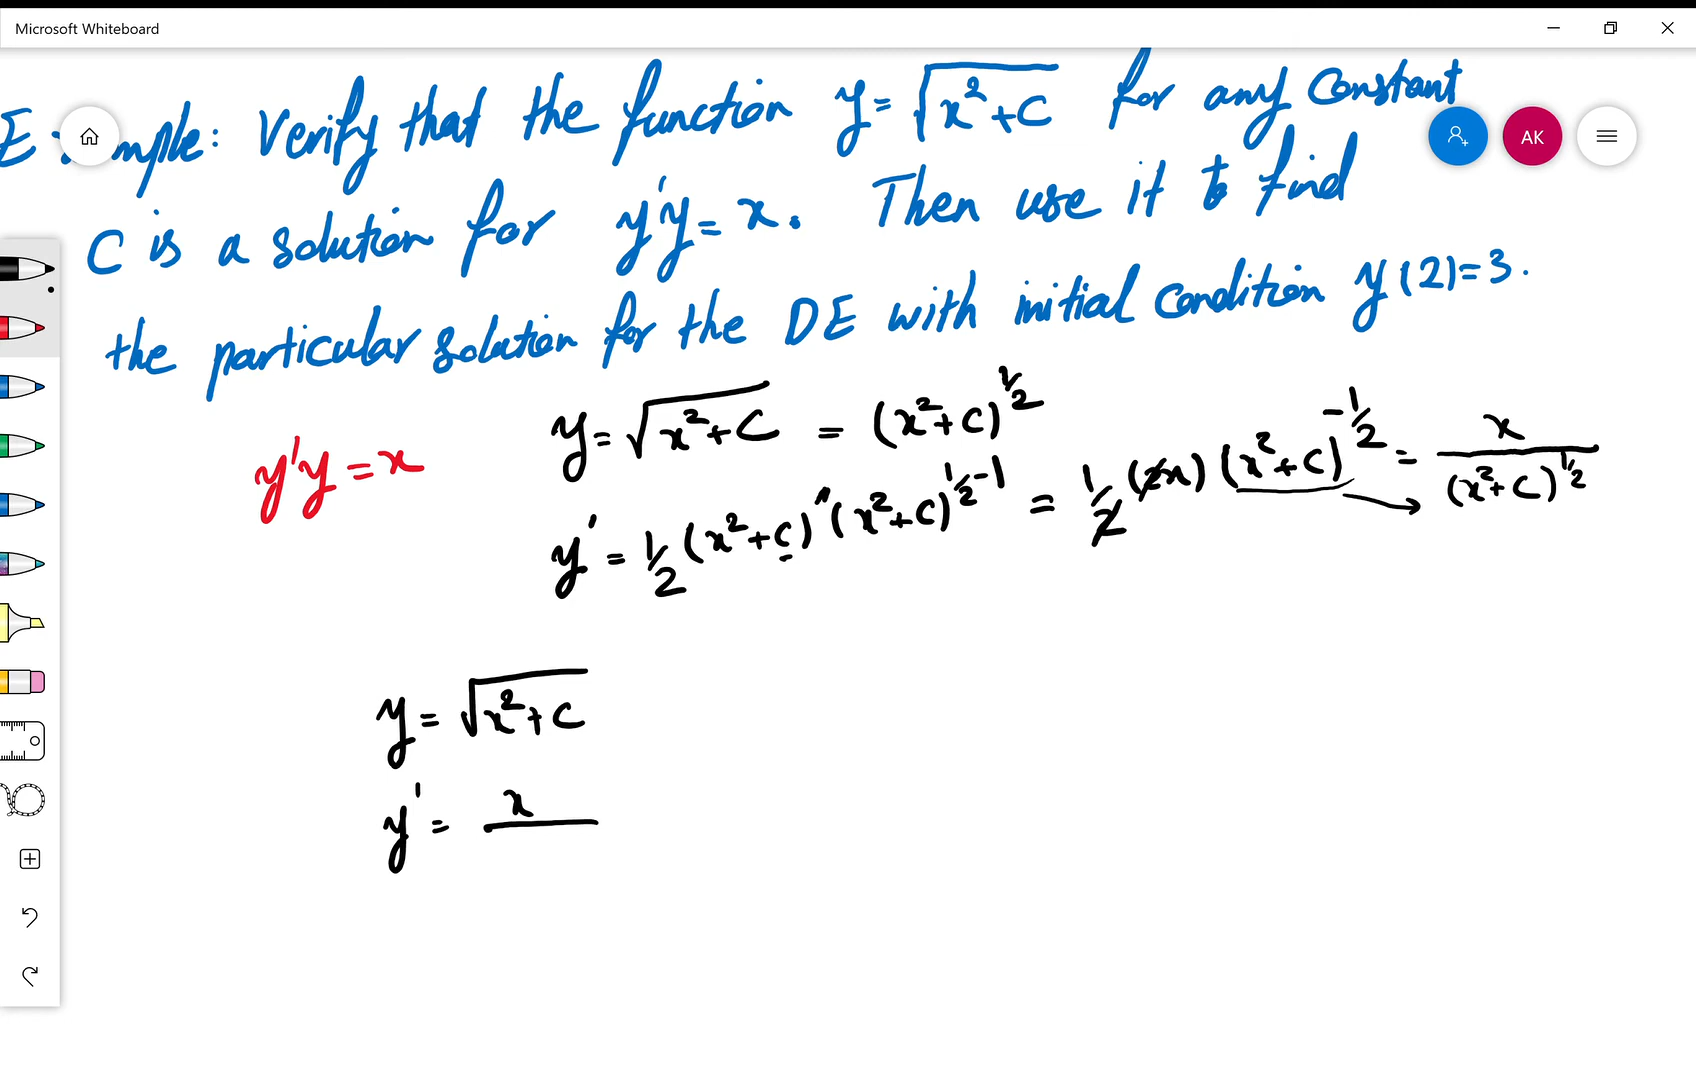 Microsoft Whiteboard
E mple: Verify that the function y = √(x² + C) for any constant
AK
C is a solution for y'y = x. Then use it to find
the particular solution for the DE with initial condition y(2) = 3.
y = √(x² + C) = (x² + C)^½
y'y = x
y' = ½ (x² + C)' (x² + C)^(½ - 1) = ½ (2x) (x² + C)^(-½) = x / (x² + C)^½
y = √(x² + C)
y' = x